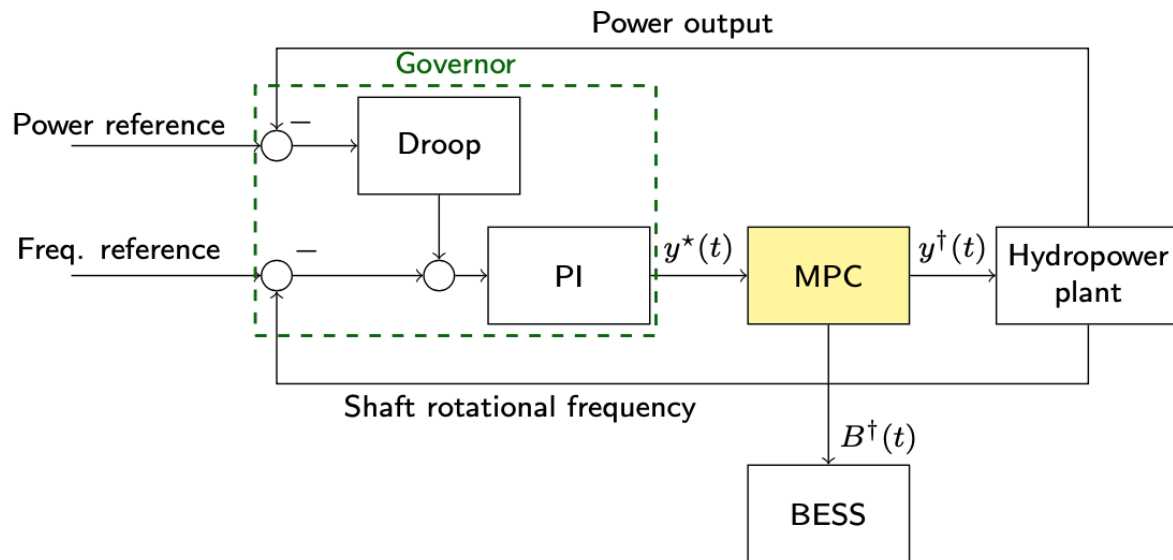 Power output
Governor
Power reference
−
Droop
Freq. reference
−
PI
y⋆(t)
MPC
y†(t)
Hydropower
plant
Shaft rotational frequency
B†(t)
BESS